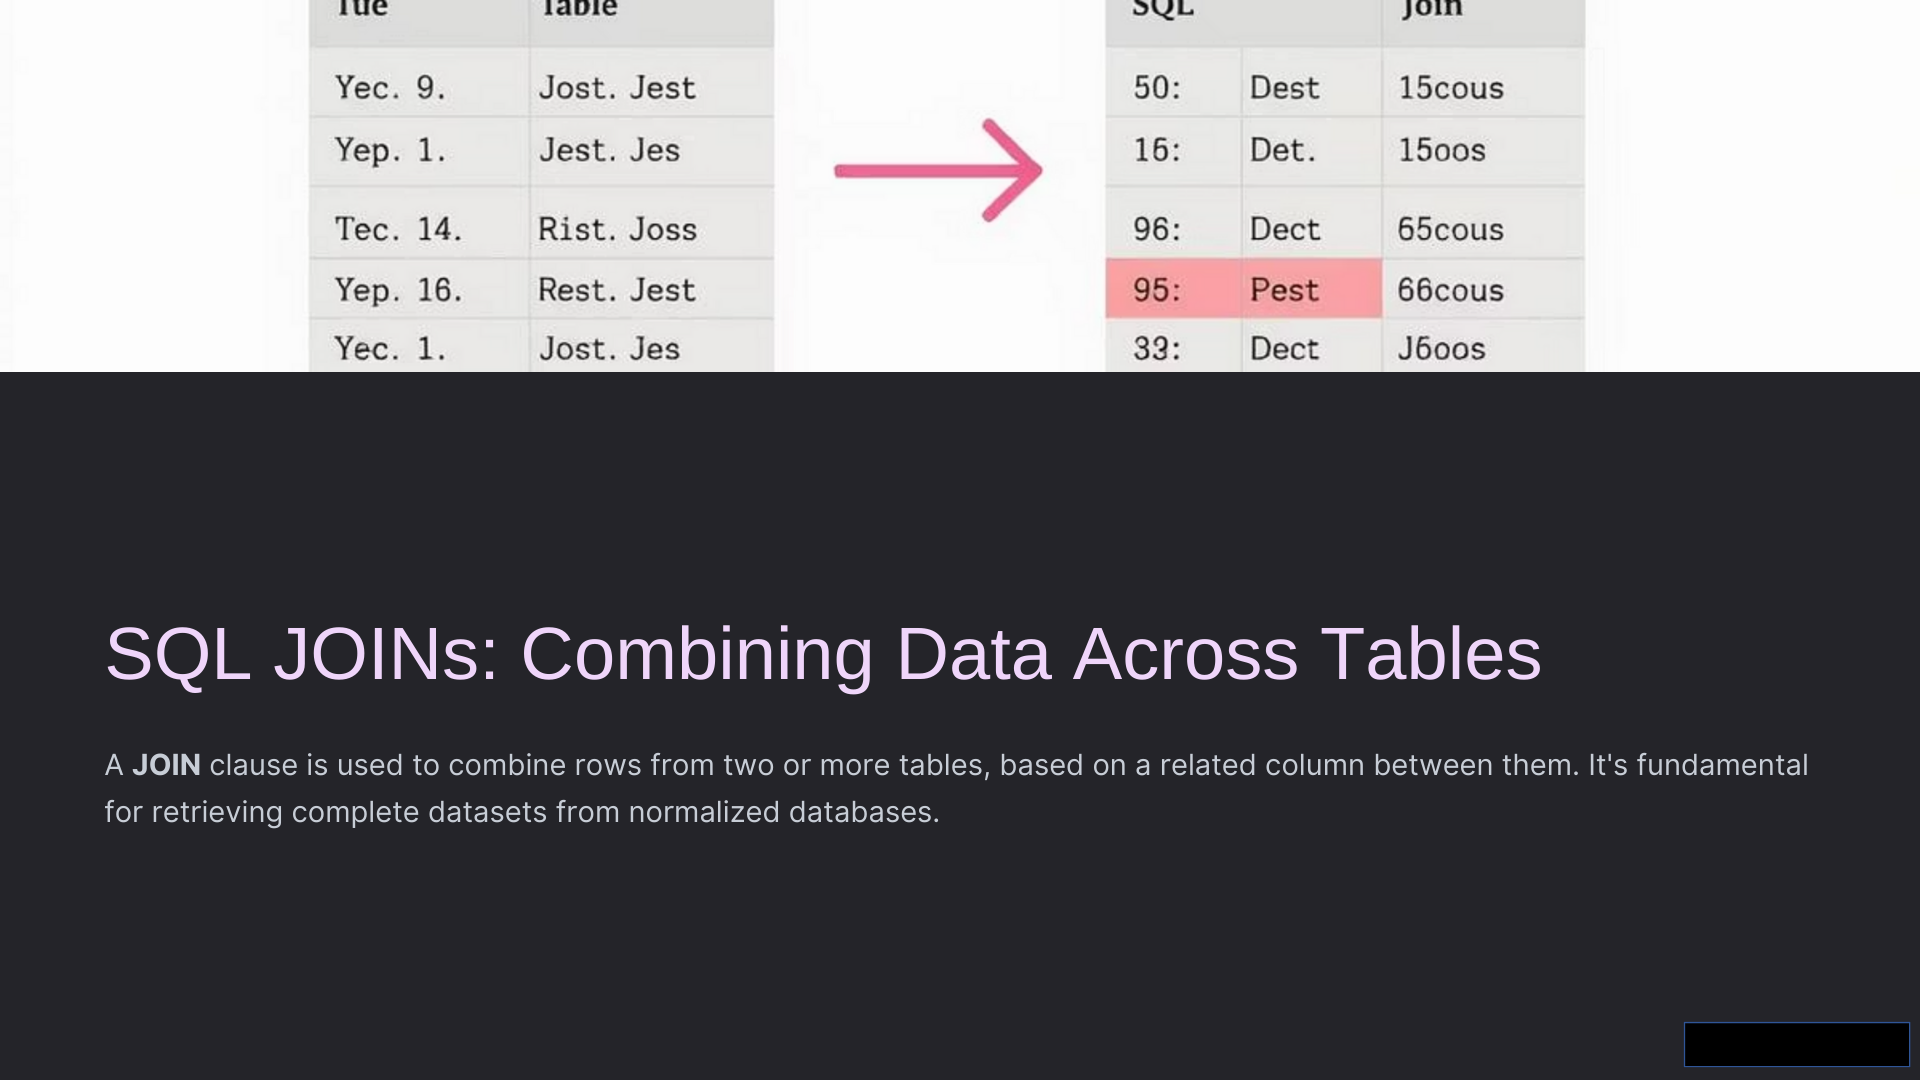 Tue Table SQL Join
Yec. 9. Jost. Jest 50: Dest 15cous
Yep. 1. Jest. Jes 16: Det. 15oos
Tec. 14. Rist. Joss 96: Dect 65cous
Yep. 16. Rest. Jest 95: Pest 66cous
Yec. 1. Jost. Jes 33: Dect J6oos
SQL JOINs: Combining Data Across Tables
A JOIN clause is used to combine rows from two or more tables, based on a related column between them. It's fundamental
for retrieving complete datasets from normalized databases.